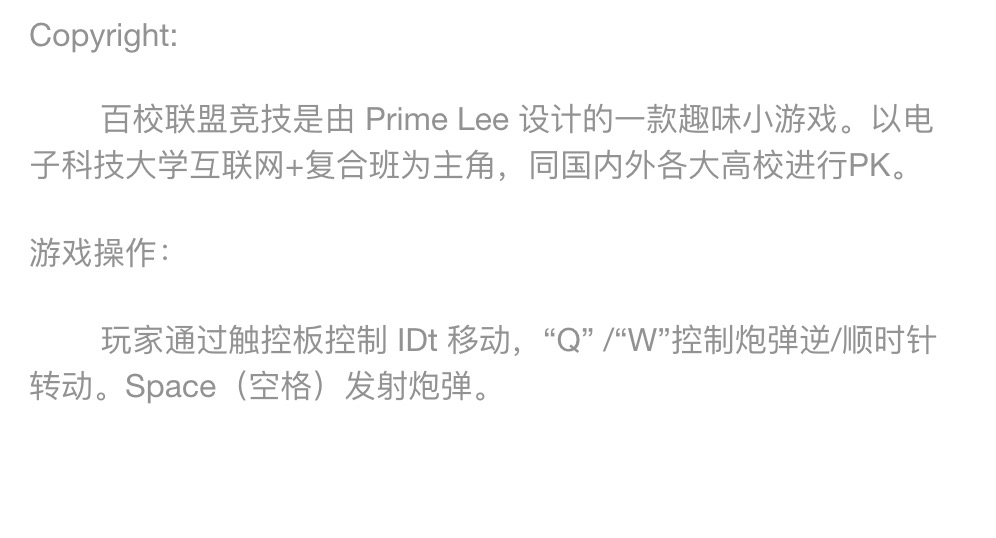 Copyright:
百校联盟竞技是由 Prime Lee 设计的一款趣味小游戏。以电
子科技大学互联网+复合班为主角，同国内外各大高校进行PK。
游戏操作：
玩家通过触控板控制 IDt 移动，“Q” /“W”控制炮弹逆/顺时针
转动。Space（空格）发射炮弹。